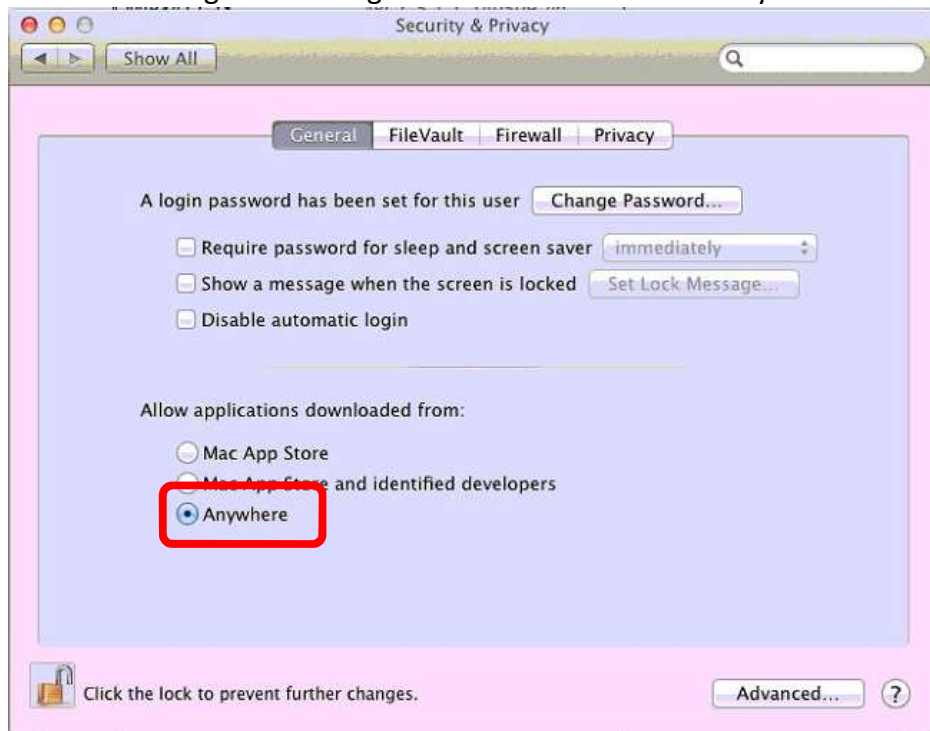 Security & Privacy
Show All
General FileVault Firewall Privacy
A login password has been set for this user Change Password...
Require password for sleep and screen saver immediately
Show a message when the screen is locked Set Lock Message...
Disable automatic login
Allow applications downloaded from:
Mac App Store
Mac App Store and identified developers
Anywhere
Click the lock to prevent further changes. Advanced... ?